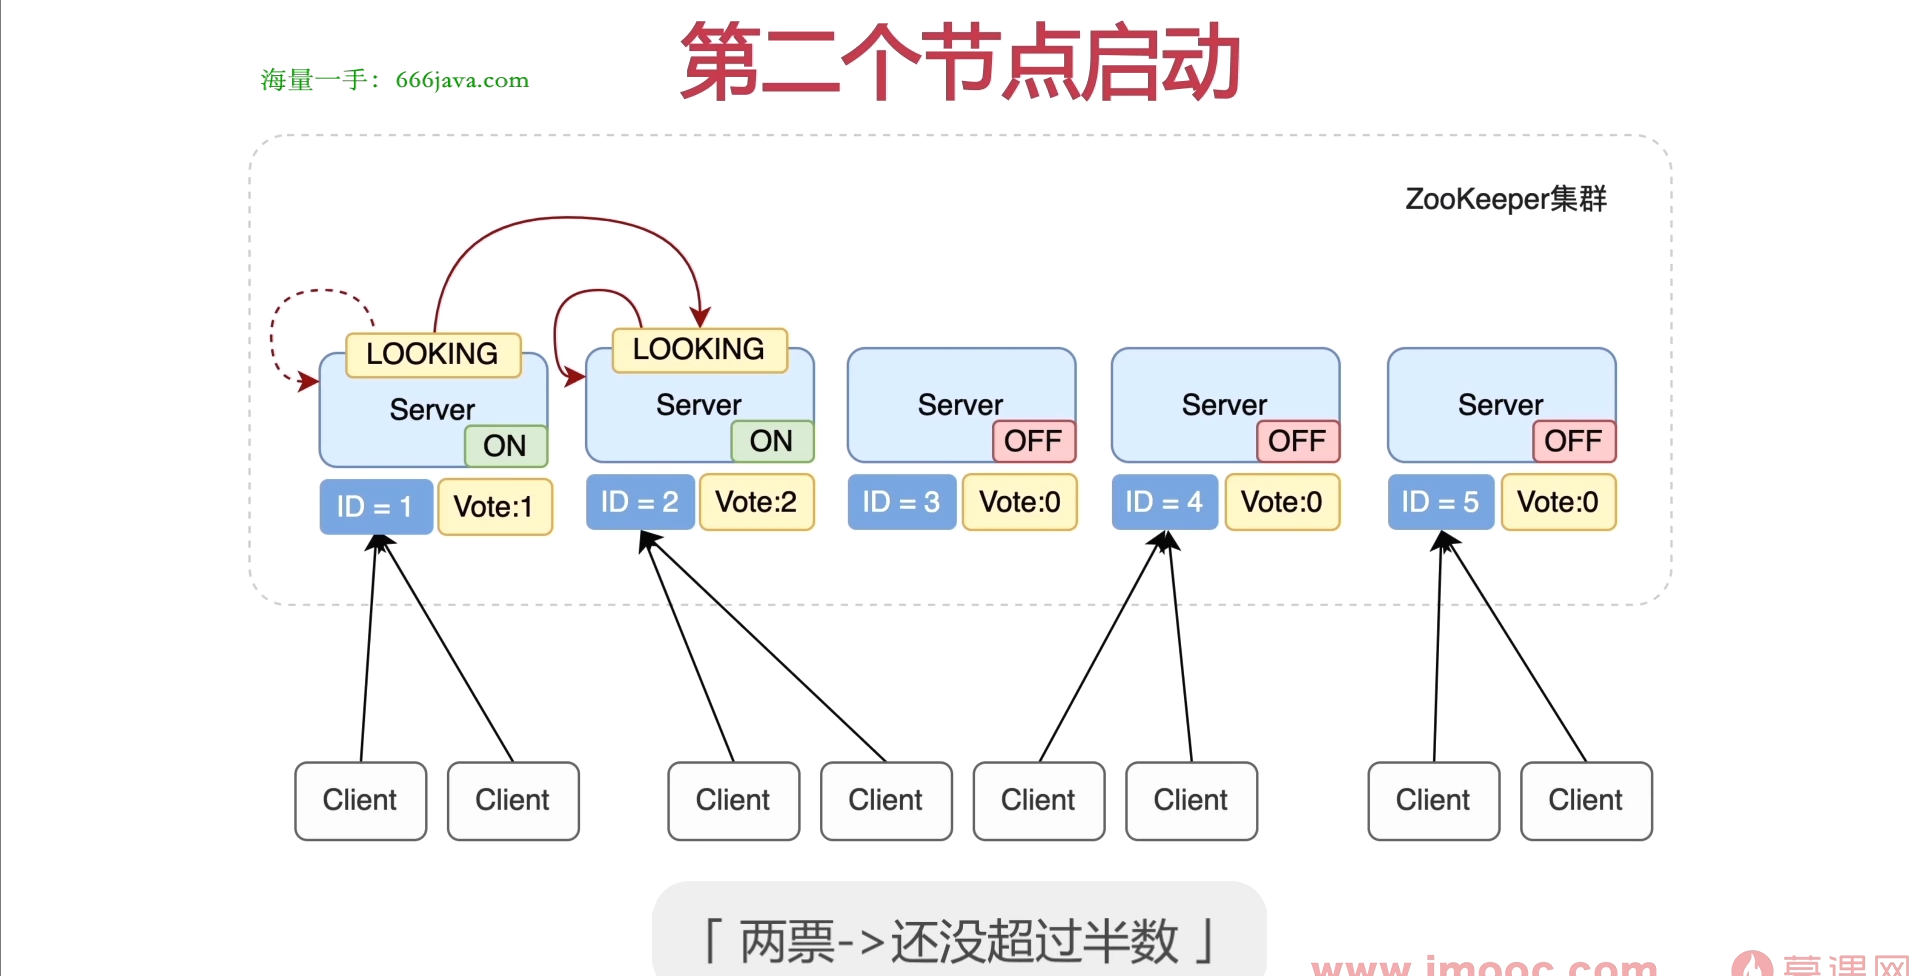 第二个节点启动
海量一手：666java.com
ZooKeeper集群
LOOKING
LOOKING
Server
Server
Server
Server
Server
ON
ON
OFF
OFF
OFF
ID = 1
Vote:1
ID = 2
Vote:2
ID = 3
Vote:0
ID = 4
Vote:0
ID = 5
Vote:0
Client
Client
Client
Client
Client
Client
Client
Client
「 两票->还没超过半数 」
www.imooc.com
慕课网